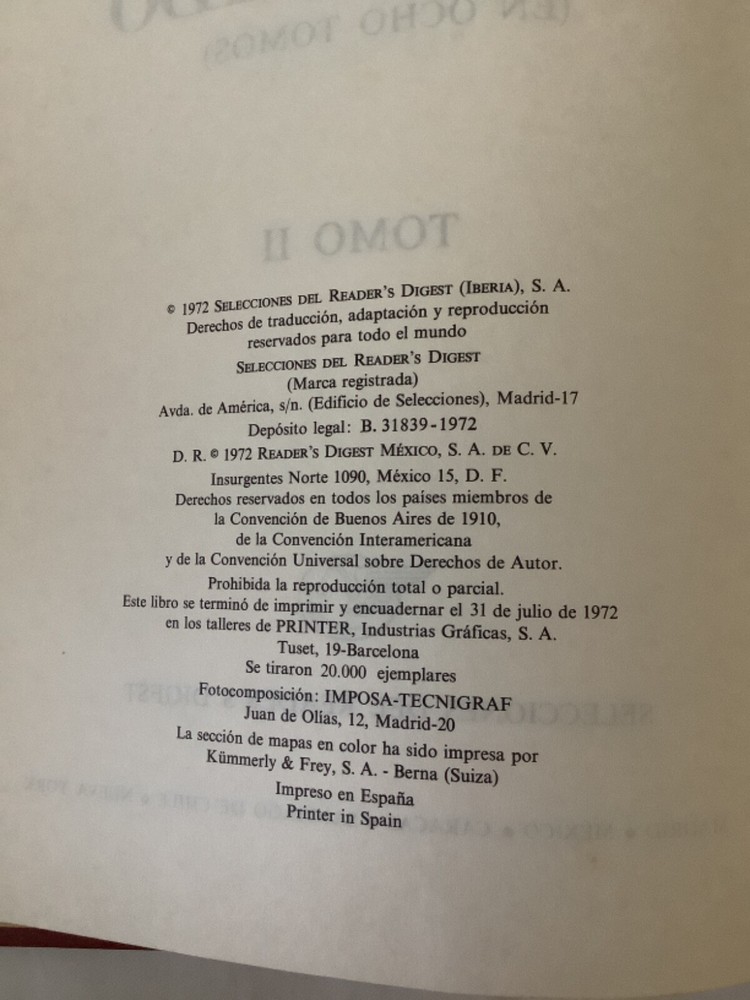 (EN OCHO TOMOS)
TOMO II
© 1972 SELECCIONES DEL READER'S DIGEST (IBERIA), S. A.
Derechos de traducción, adaptación y reproducción
reservados para todo el mundo
SELECCIONES DEL READER'S DIGEST
(Marca registrada)
Avda. de América, s/n. (Edificio de Selecciones), Madrid-17
Depósito legal: B. 31839-1972
D. R. © 1972 READER'S DIGEST MÉXICO, S. A. DE C. V.
Insurgentes Norte 1090, México 15, D. F.
Derechos reservados en todos los países miembros de
la Convención de Buenos Aires de 1910,
de la Convención Interamericana
y de la Convención Universal sobre Derechos de Autor.
Prohibida la reproducción total o parcial.
Este libro se terminó de imprimir y encuadernar el 31 de julio de 1972
en los talleres de PRINTER, Industrias Gráficas, S. A.
Tuset, 19-Barcelona
Se tiraron 20.000 ejemplares
Fotocomposición: IMPOSA-TECNIGRAF
Juan de Olías, 12, Madrid-20
La sección de mapas en color ha sido impresa por
Kümmerly & Frey, S. A. - Berna (Suiza)
Impreso en España
Printer in Spain